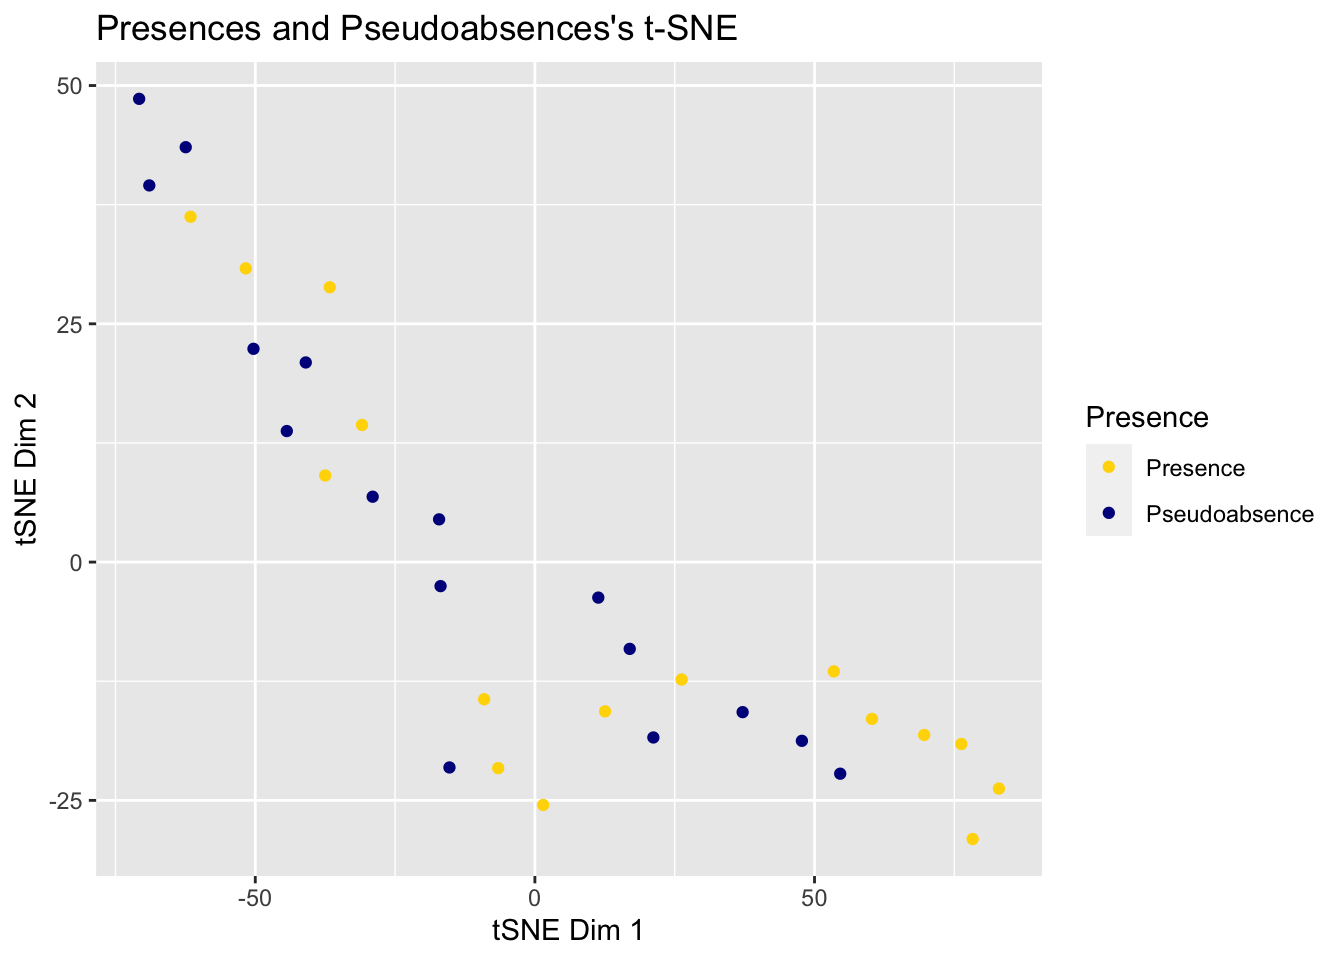 Presences and Pseudoabsences's t-SNE
50
25
0
-25
tSNE Dim 2
-50
0
50
tSNE Dim 1
Presence
Presence
Pseudoabsence